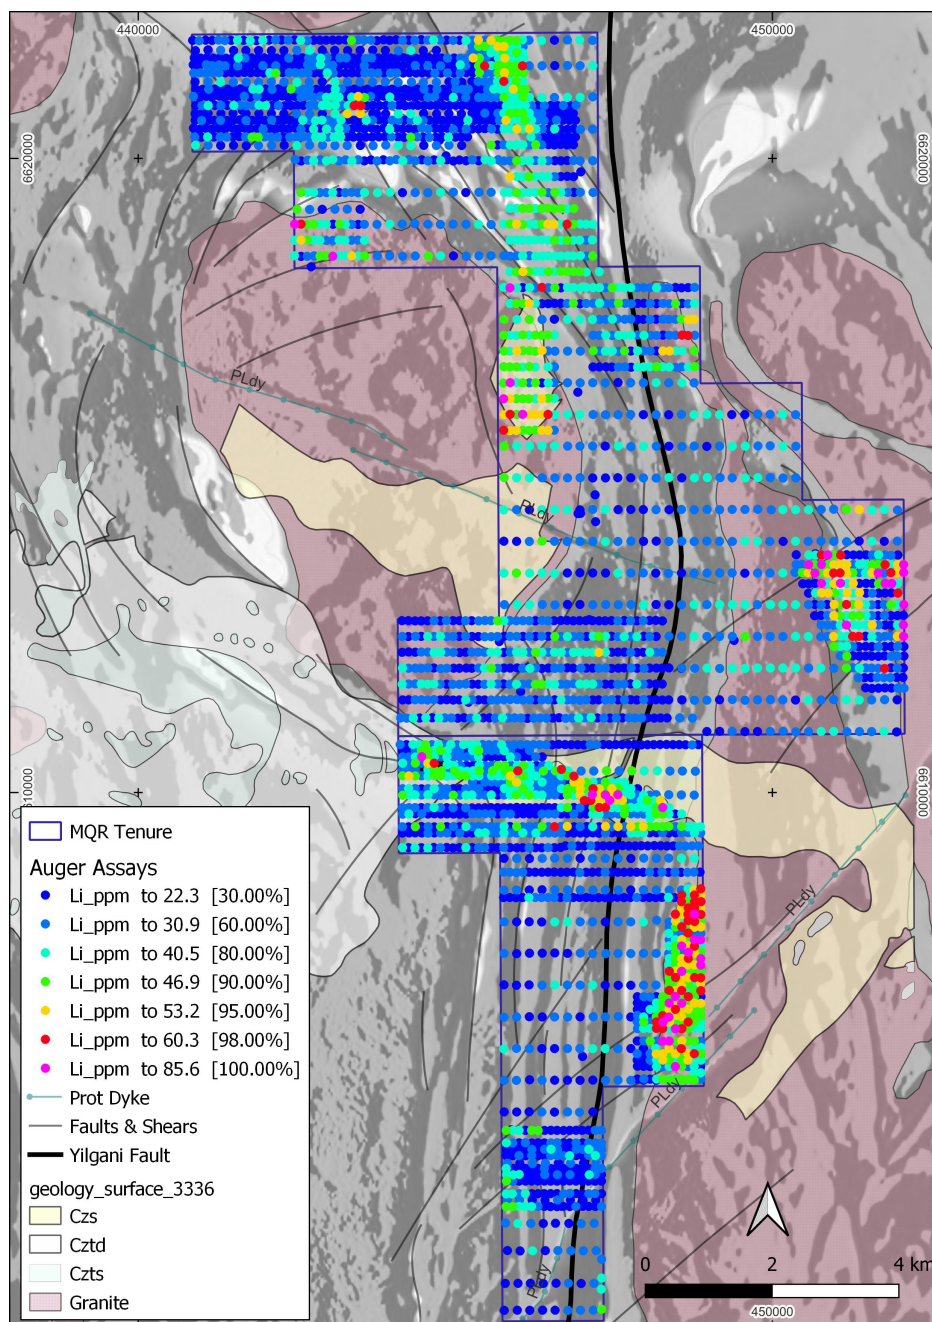 440000
450000
6620000
6620000
PLdy
PLdy
610000
6610000
MQR Tenure
Auger Assays
Li_ppm to 22.3 [30.00%]
Li_ppm to 30.9 [60.00%]
Li_ppm to 40.5 [80.00%]
Li_ppm to 46.9 [90.00%]
Li_ppm to 53.2 [95.00%]
Li_ppm to 60.3 [98.00%]
Li_ppm to 85.6 [100.00%]
Prot Dyke
Faults & Shears
Yilgani Fault
geology_surface_3336
Czs
Cztd
Czts
Granite
PLdy
PLdy
PLdy
0 2 4 km
450000